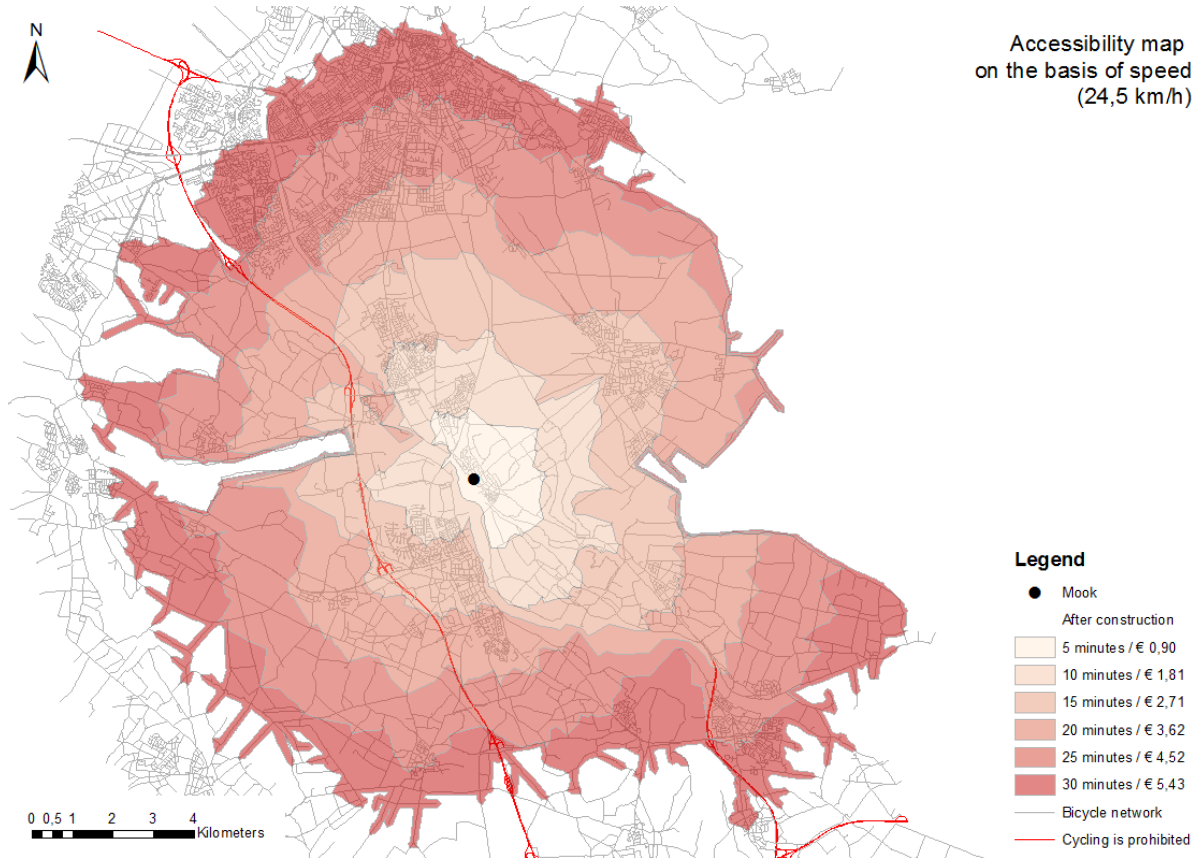 N
Accessibility map
on the basis of speed
(24,5 km/h)
Legend
Mook
After construction
5 minutes / € 0,90
10 minutes / € 1,81
15 minutes / € 2,71
20 minutes / € 3,62
25 minutes / € 4,52
30 minutes / € 5,43
Bicycle network
Cycling is prohibited
0 0,5 1 2 3 4
Kilometers